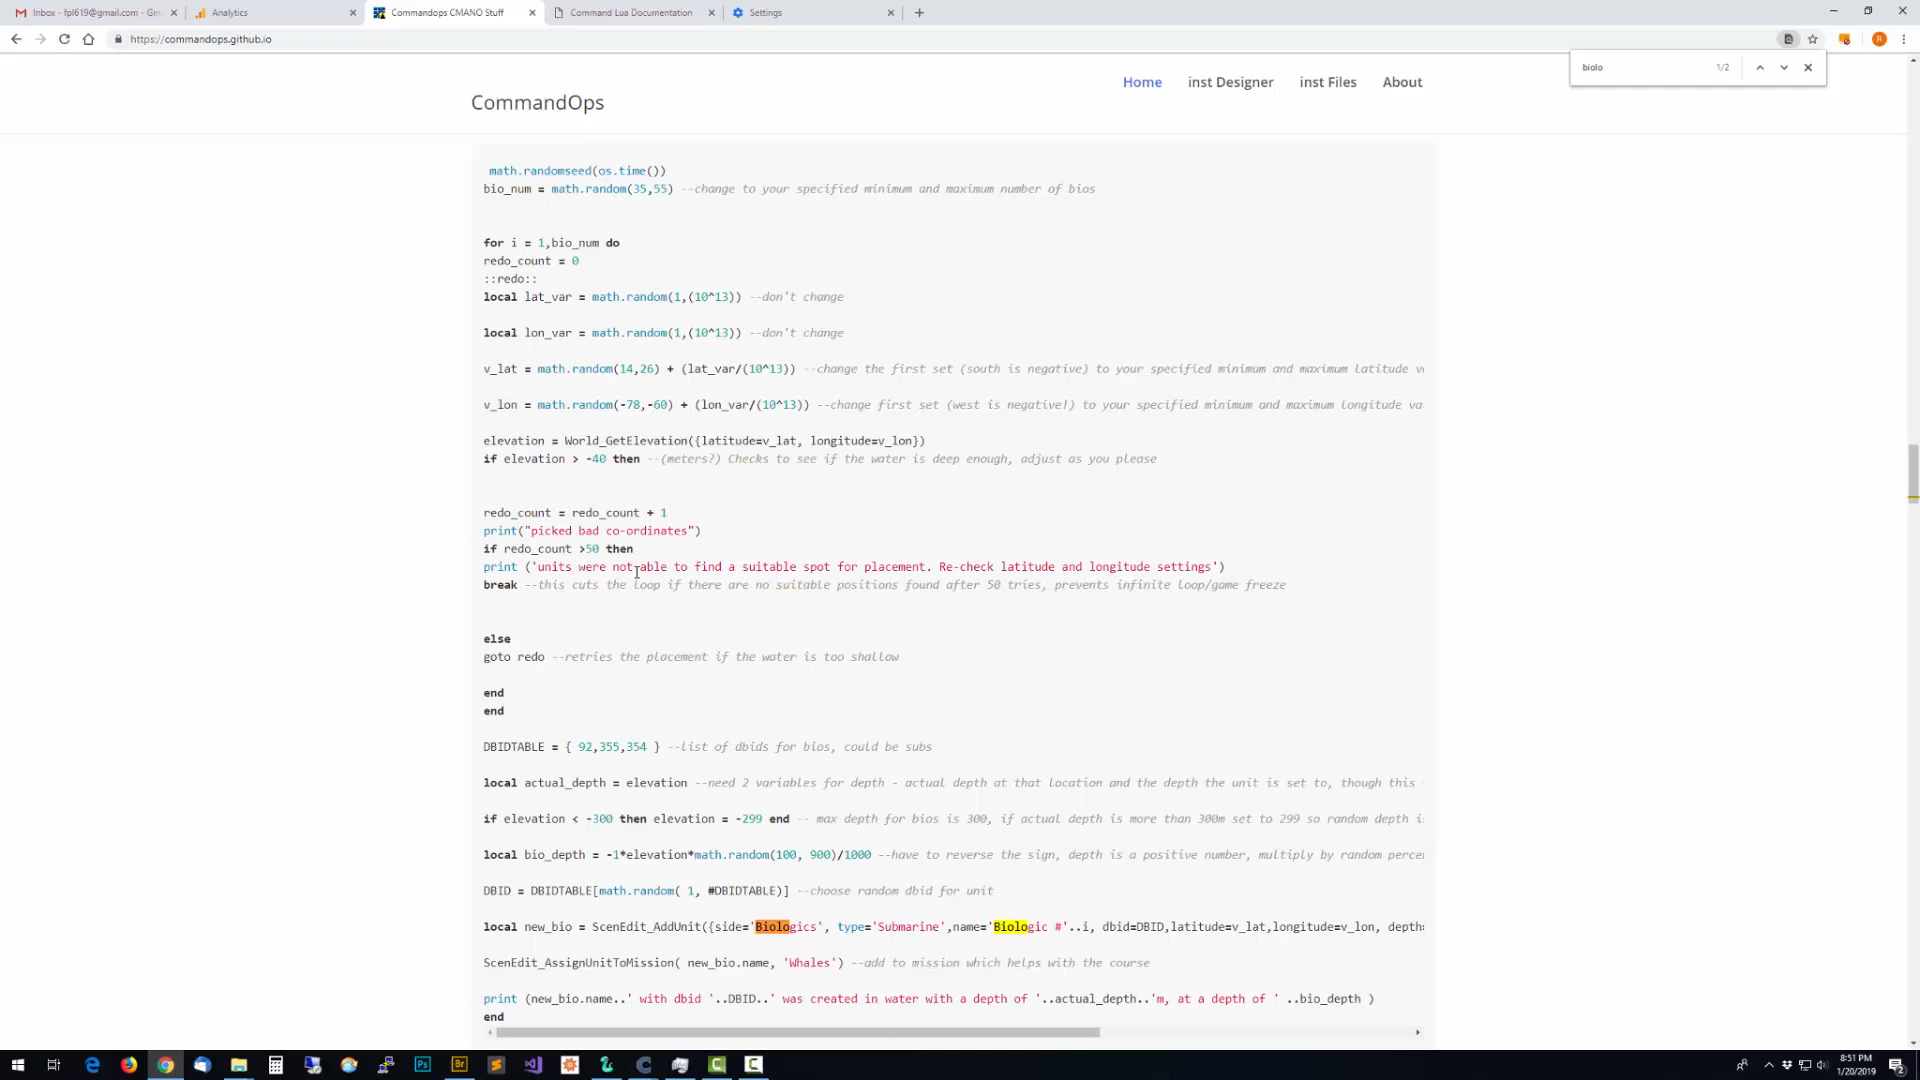 Inbox - fpl619@gmail.com - Gm
Analytics
Commandops CMANO Stuff
Command Lua Documentation
Settings
https://commandops.github.io
biolo
1/2
Home
inst Designer
inst Files
About
CommandOps
math.randomseed(os.time())
bio_num = math.random(35,55) --change to your specified minimum and maximum number of bios
for i = 1,bio_num do
redo_count = 0
::redo::
local lat_var = math.random(1,(10^13)) --don't change
local lon_var = math.random(1,(10^13)) --don't change
v_lat = math.random(14,26) + (lat_var/(10^13)) --change the first set (south is negative) to your specified minimum and maximum latitude v
v_lon = math.random(-78,-60) + (lon_var/(10^13)) --change first set (west is negative!) to your specified minimum and maximum longitude va
elevation = World_GetElevation({latitude=v_lat, longitude=v_lon})
if elevation > -40 then --(meters?) Checks to see if the water is deep enough, adjust as you please
redo_count = redo_count + 1
print("picked bad co-ordinates")
if redo_count >50 then
print ('units were not able to find a suitable spot for placement. Re-check latitude and longitude settings')
break --this cuts the loop if there are no suitable positions found after 50 tries, prevents infinite loop/game freeze
else
goto redo --retries the placement if the water is too shallow
end
end
DBIDTABLE = { 92,355,354 } --list of dbids for bios, could be subs
local actual_depth = elevation --need 2 variables for depth - actual depth at that location and the depth the unit is set to, though this
if elevation < -300 then elevation = -299 end -- max depth for bios is 300, if actual depth is more than 300m set to 299 so random depth i
local bio_depth = -1*elevation*math.random(100, 900)/1000 --have to reverse the sign, depth is a positive number, multiply by random perce
DBID = DBIDTABLE[math.random( 1, #DBIDTABLE)] --choose random dbid for unit
local new_bio = ScenEdit_AddUnit({side='Biologics', type='Submarine',name='Biologic #'..i, dbid=DBID,latitude=v_lat,longitude=v_lon, depth=
ScenEdit_AssignUnitToMission( new_bio.name, 'Whales') --add to mission which helps with the course
print (new_bio.name..' with dbid '..DBID..' was created in water with a depth of '..actual_depth..'m, at a depth of ' ..bio_depth )
end
8:51 PM
1/20/2019